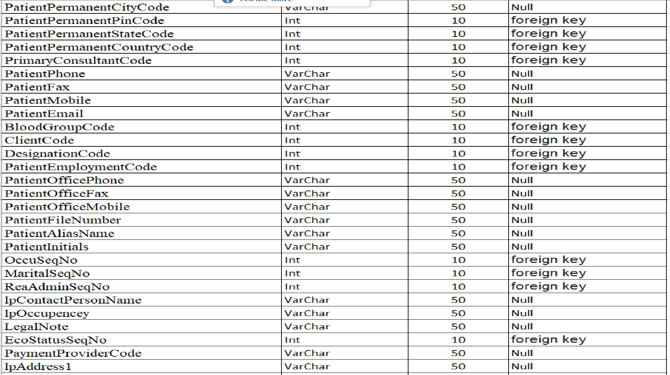 PatientPermanentCityCode VarChar 50 Null
PatientPermanentPinCode Int 10 foreign key
PatientPermanentStateCode Int 10 foreign key
PatientPermanentCountryCode Int 10 foreign key
PrimaryConsultantCode Int 10 foreign key
PatientPhone VarChar 50 Null
PatientFax VarChar 50 Null
PatientMobile VarChar 50 Null
PatientEmail VarChar 50 Null
BloodGroupCode Int 10 foreign key
ClientCode Int 10 foreign key
DesignationCode Int 10 foreign key
PatientEmploymentCode Int 10 foreign key
PatientOfficePhone VarChar 50 Null
PatientOfficeFax VarChar 50 Null
PatientOfficeMobile VarChar 50 Null
PatientFileNumber VarChar 50 Null
PatientAliasName VarChar 50 Null
PatientInitials VarChar 50 Null
OccuSeqNo Int 10 foreign key
MaritalSeqNo Int 10 foreign key
ReaAdminSeqNo Int 10 foreign key
IpContactPersonName VarChar 50 Null
IpOccupencey VarChar 50 Null
LegalNote VarChar 50 Null
EcoStatusSeqNo Int 10 foreign key
PaymentProviderCode VarChar 50 Null
IpAddress1 VarChar 50 Null